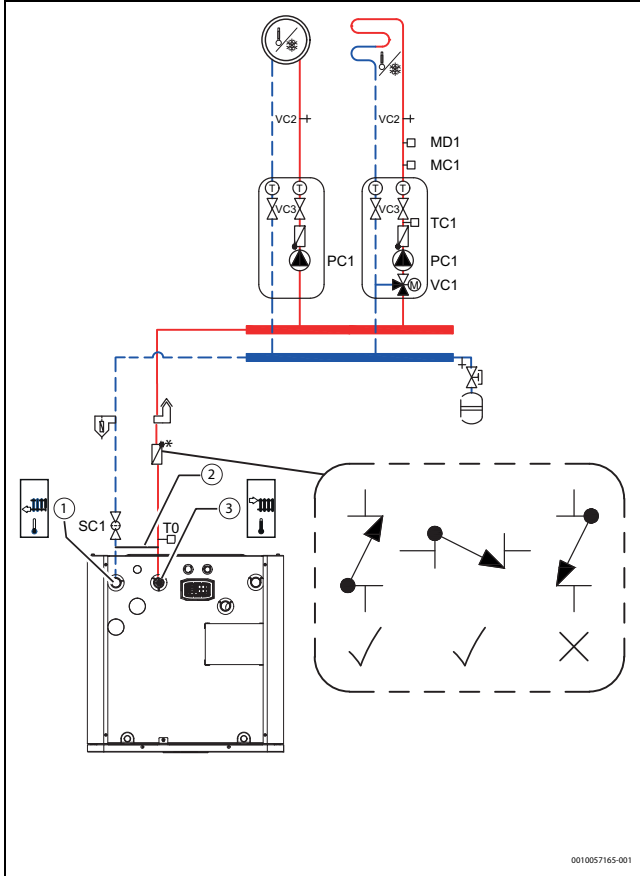 VC2
VC2
MD1
MC1
T T T T
VC3
VC3
TC1
PC1
PC1
M VC1
*
2
1
3
SC1
T0
0010057165-001